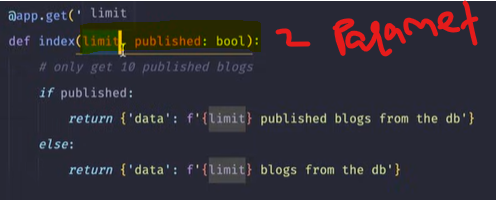 @app.get(' limit
def index(limit, published: bool): 2 Paramet
# only get 10 published blogs
if published:
return {'data': f'{limit} published blogs from the db'}
else:
return {'data': f'{limit} blogs from the db'}